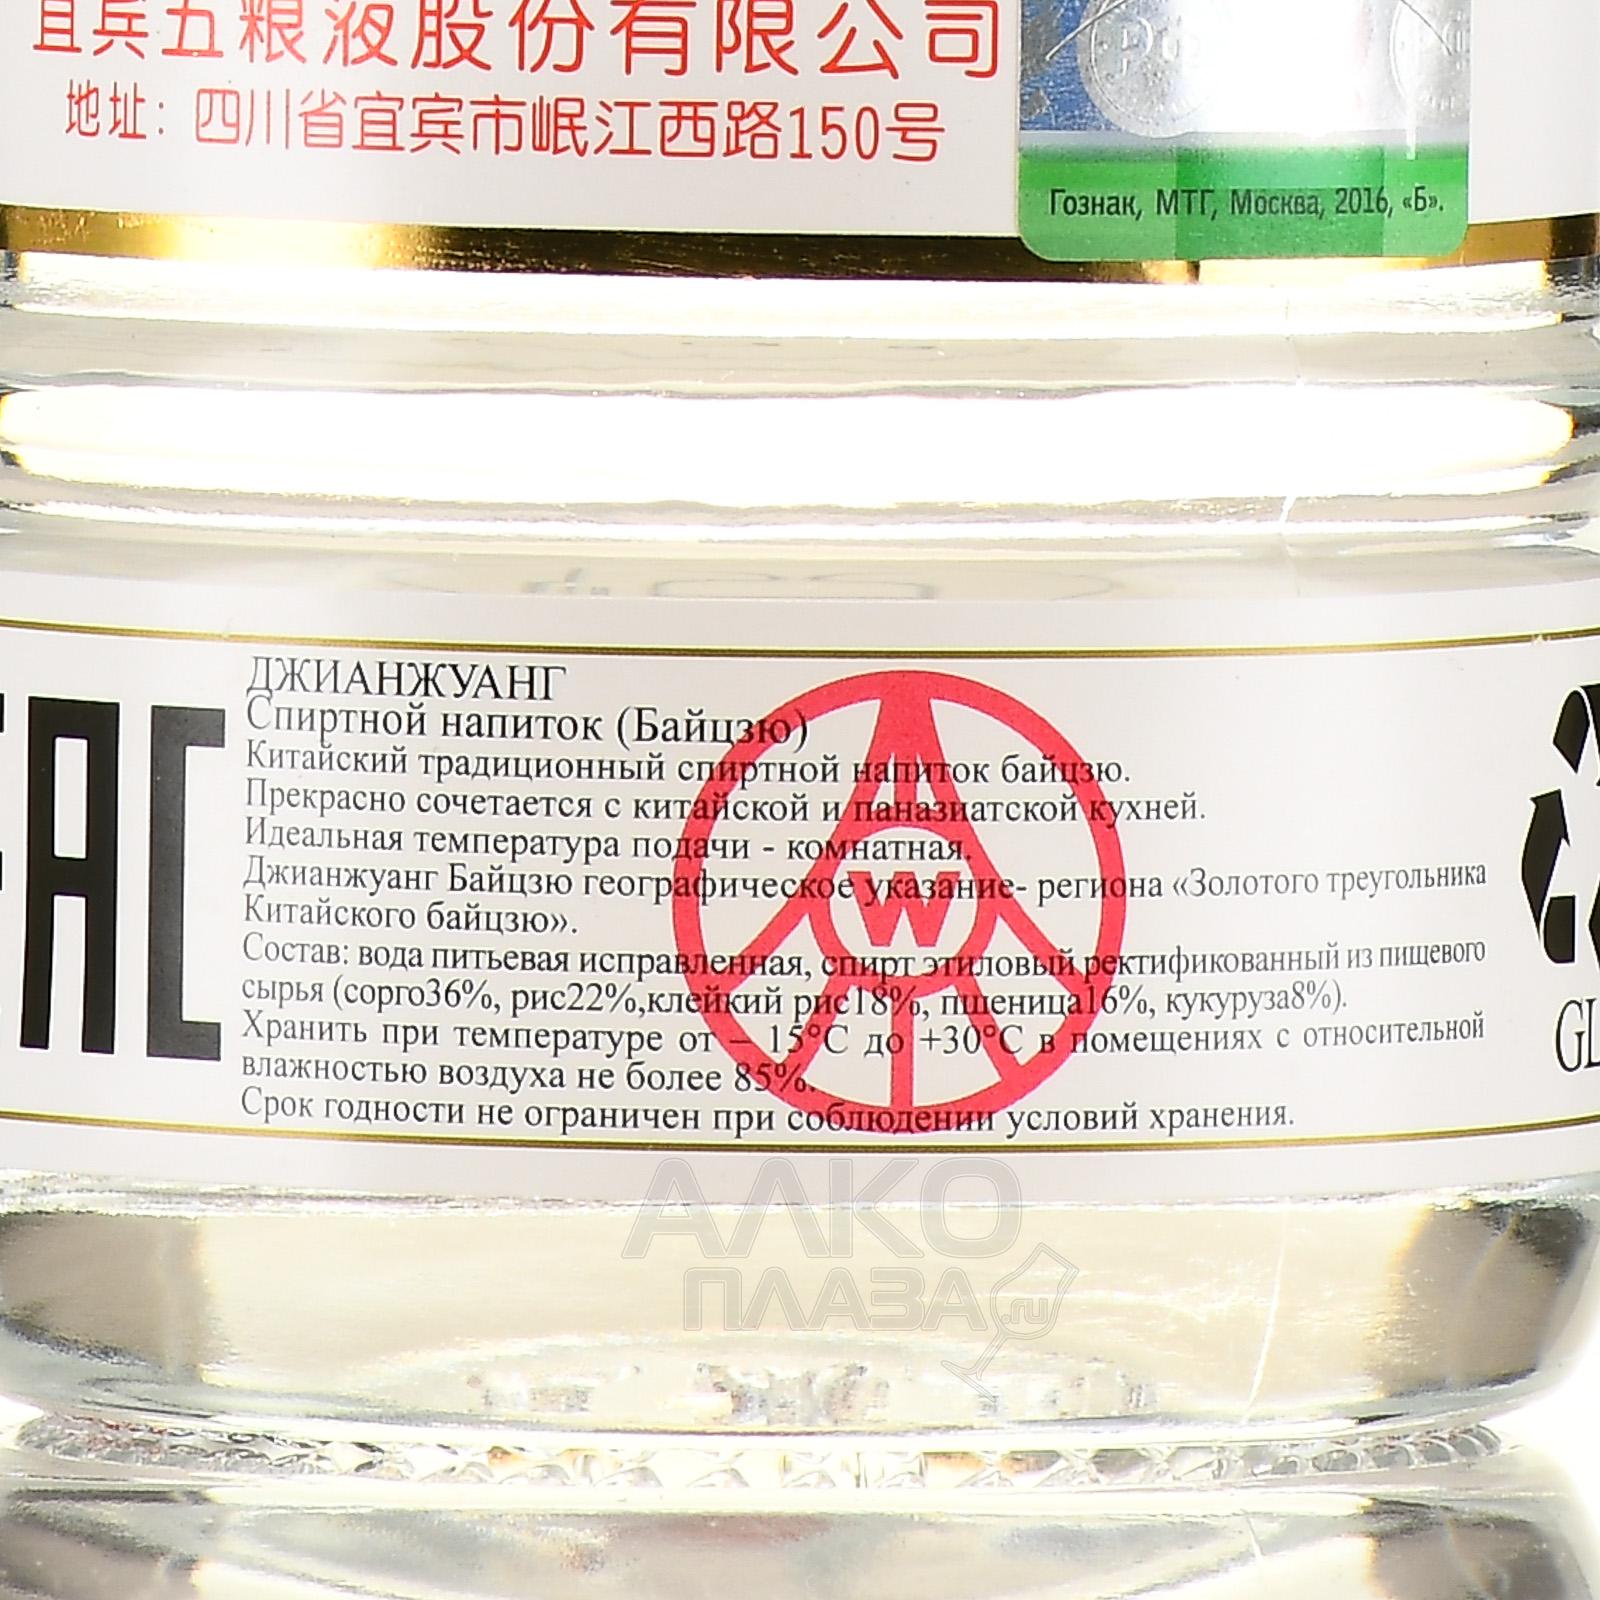 宜宾五粮液股份有限公司
地址：四川省宜宾市岷江西路150号
Гознак, МТГ, Москва, 2016, «Б».
ДЖИАНЖУАНГ
Спиртной напиток (Байцзю)
Китайский традиционный спиртной напиток байцзю.
Прекрасно сочетается с китайской и паназиатской кухней.
Идеальная температура подачи - комнатная.
Джианжуанг Байцзю географическое указание- региона «Золотого треугольника
Китайского байцзю».
Состав: вода питьевая исправленная, спирт этиловый ректификованный из пищевого
сырья (сорго36%, рис22%,клейкий рис18%, пшеница16%, кукуруза8%).
Хранить при температуре от – 15°C до +30°C в помещениях с относительной
влажностью воздуха не более 85%.
Срок годности не ограничен при соблюдении условий хранения.
W
GL
АЛКО
ПЛАЗА
.ru